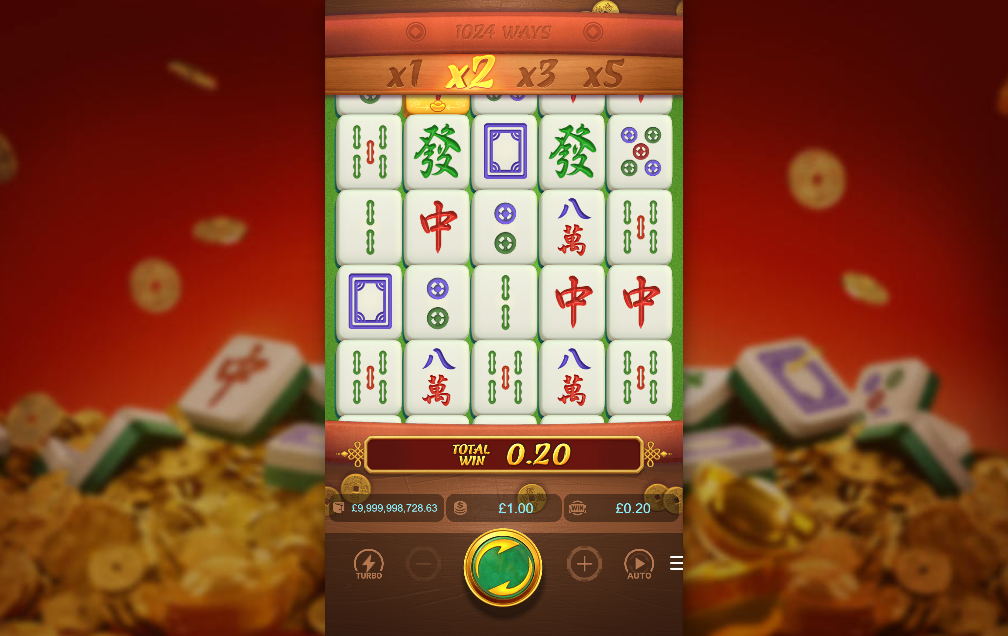 1024 WAYS
x1 x2 x3 x5
發 發
中 八萬
中 中
八萬 八萬
TOTAL WIN 0.20
£9,999,998,728.63 £1.00 WIN £0.20
TURBO AUTO